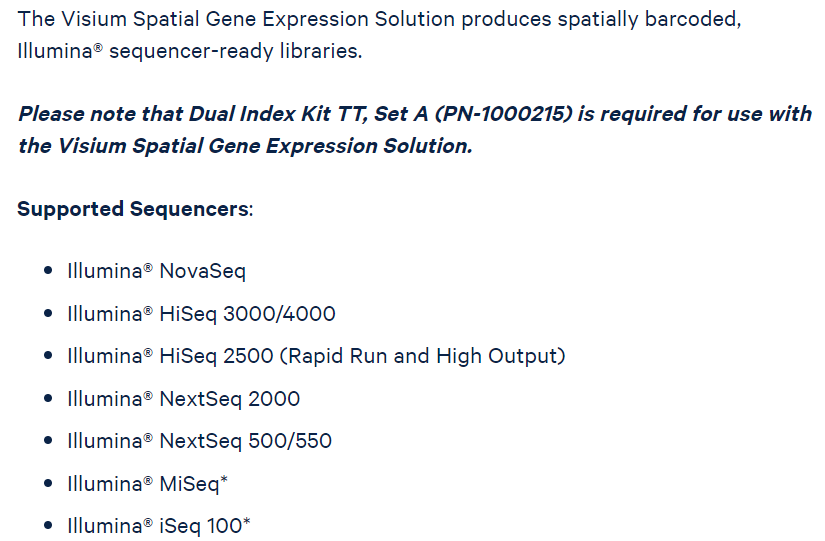 The Visium Spatial Gene Expression Solution produces spatially barcoded,
Illumina® sequencer-ready libraries.
Please note that Dual Index Kit TT, Set A (PN-1000215) is required for use with
the Visium Spatial Gene Expression Solution.
Supported Sequencers:
• Illumina® NovaSeq
• Illumina® HiSeq 3000/4000
• Illumina® HiSeq 2500 (Rapid Run and High Output)
• Illumina® NextSeq 2000
• Illumina® NextSeq 500/550
• Illumina® MiSeq*
• Illumina® iSeq 100*